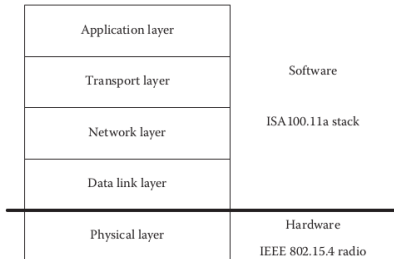 Application layer
Transport layer
Software
Network layer
ISA100.11a stack
Data link layer
Physical layer
Hardware
IEEE 802.15.4 radio